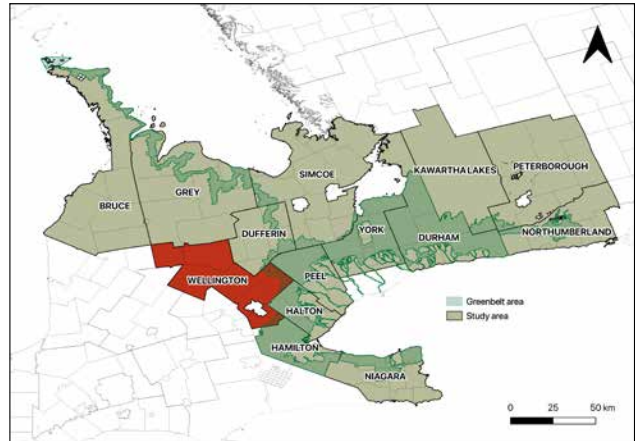 SIMCOE
KAWARTHA LAKES
PETERBOROUGH
BRUCE
GREY
DUFFERIN
YORK
DURHAM
NORTHUMBERLAND
WELLINGTON
PEEL
HALTON
HAMILTON
NIAGARA
Greenbelt area
Study area
0 25 50 km